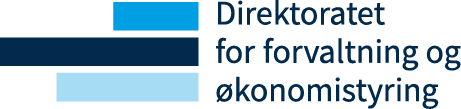 Direktoratet
for forvaltning og
økonomistyring